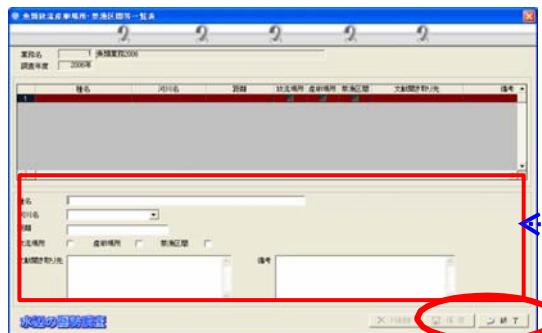 魚類放流産卵場所・禁漁区間等一覧表
業務名 1 魚類業務2006
調査年度 2006年
種名 河川名 距離 放流場所 産卵場所 禁漁区間 文献聞き取り先 備考
1
種名
河川名
距離
放流場所 産卵場所 禁漁区間
文献聞き取り先 備考
水辺の国勢調査 終 了